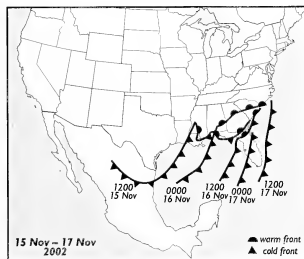 1200
15 Nov
0000
16 Nov
1200
16 Nov
0000
17 Nov
1200
17 Nov
15 Nov – 17 Nov
2002
warm front
cold front